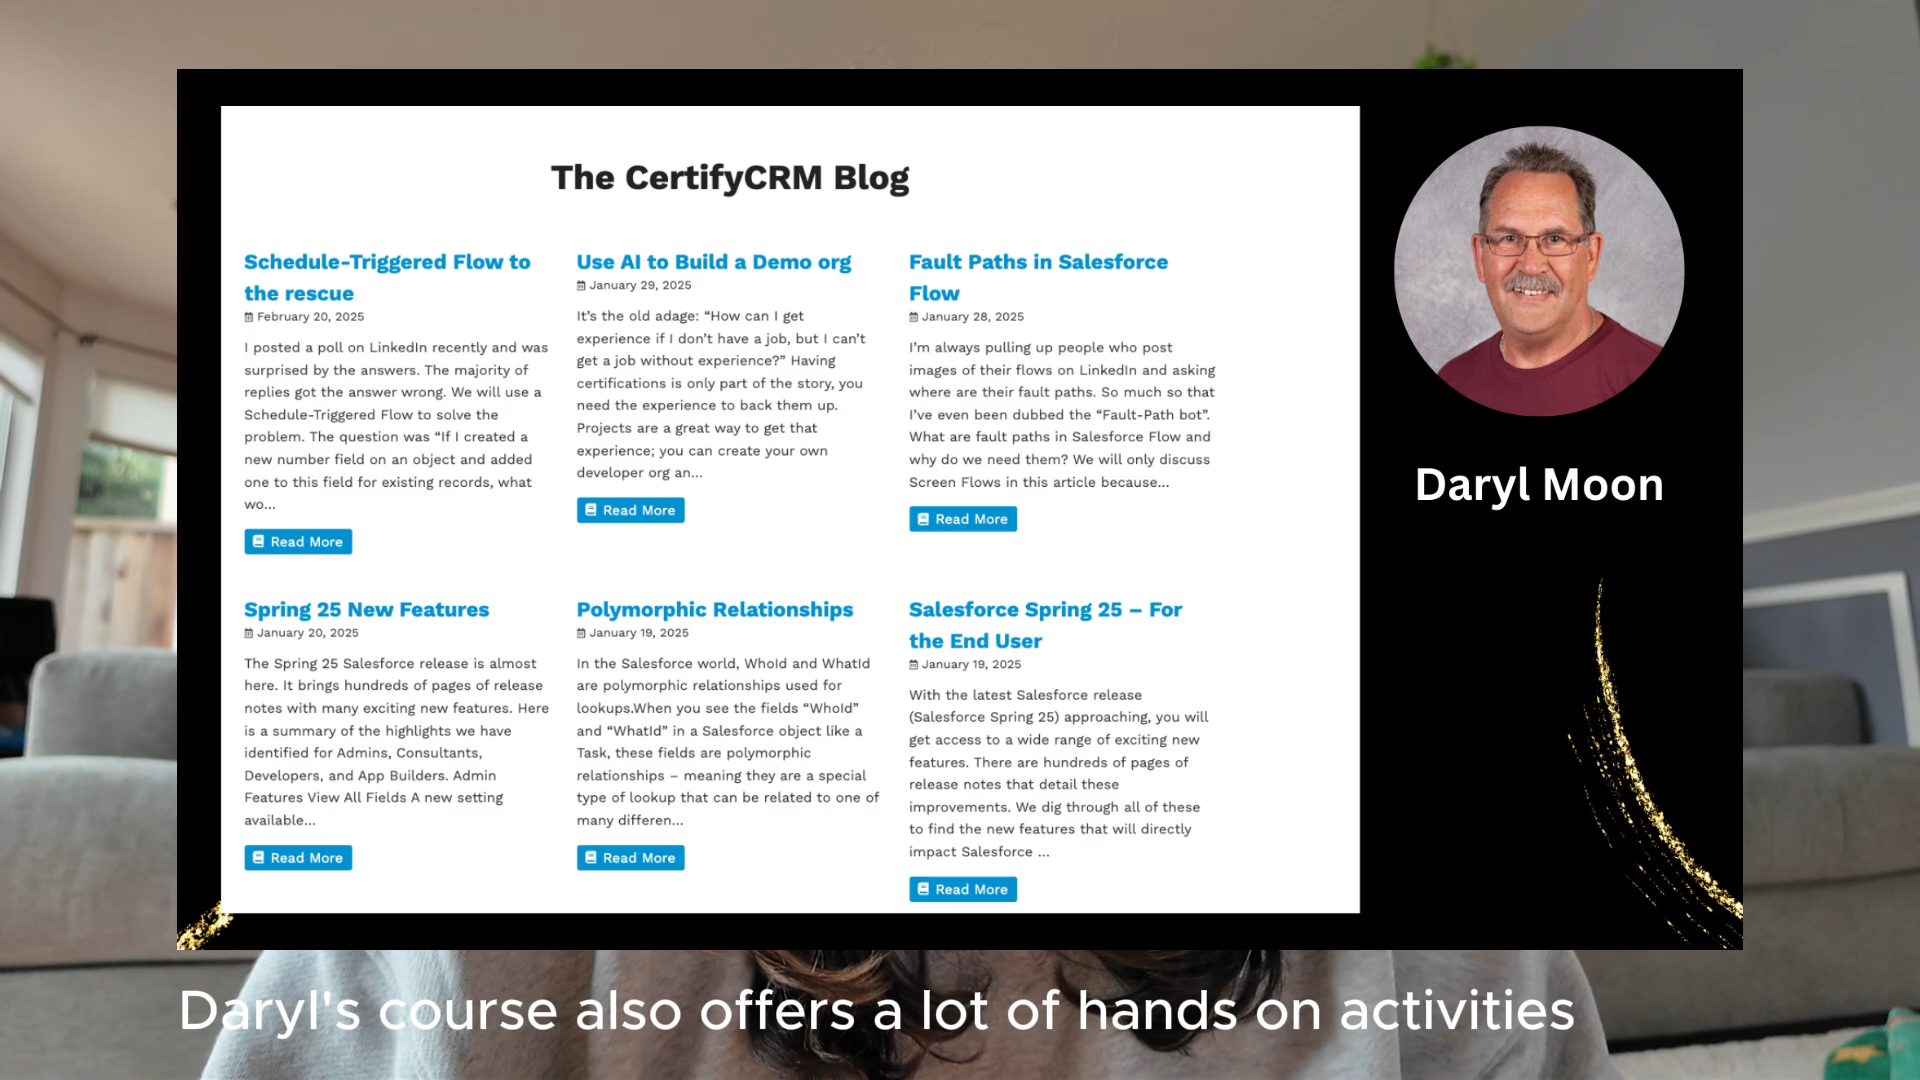 The CertifyCRM Blog
Schedule-Triggered Flow to
the rescue
February 20, 2025
I posted a poll on LinkedIn recently and was
surprised by the answers. The majority of
replies got the answer wrong. We will use a
Schedule-Triggered Flow to solve the
problem. The question was “If I created a
new number field on an object and added
one to this field for existing records, what
wo...
Read More
Use AI to Build a Demo org
January 29, 2025
It’s the old adage: “How can I get
experience if I don’t have a job, but I can’t
get a job without experience?” Having
certifications is only part of the story, you
need the experience to back them up.
Projects are a great way to get that
experience; you can create your own
developer org an...
Read More
Fault Paths in Salesforce
Flow
January 28, 2025
I’m always pulling up people who post
images of their flows on LinkedIn and asking
where are their fault paths. So much so that
I’ve even been dubbed the “Fault-Path bot”.
What are fault paths in Salesforce Flow and
why do we need them? We will only discuss
Screen Flows in this article because...
Read More
Spring 25 New Features
January 20, 2025
The Spring 25 Salesforce release is almost
here. It brings hundreds of pages of release
notes with many exciting new features. Here
is a summary of the highlights we have
identified for Admins, Consultants,
Developers, and App Builders. Admin
Features View All Fields A new setting
available...
Read More
Polymorphic Relationships
January 19, 2025
In the Salesforce world, WhoId and WhatId
are polymorphic relationships used for
lookups.When you see the fields “WhoId”
and “WhatId” in a Salesforce object like a
Task, these fields are polymorphic
relationships – meaning they are a special
type of lookup that can be related to one of
many differen...
Read More
Salesforce Spring 25 – For
the End User
January 19, 2025
With the latest Salesforce release
(Salesforce Spring 25) approaching, you will
get access to a wide range of exciting new
features. There are hundreds of pages of
release notes that detail these
improvements. We dig through all of these
to find the new features that will directly
impact Salesforce ...
Read More
Daryl Moon
Daryl's course also offers a lot of hands on activities